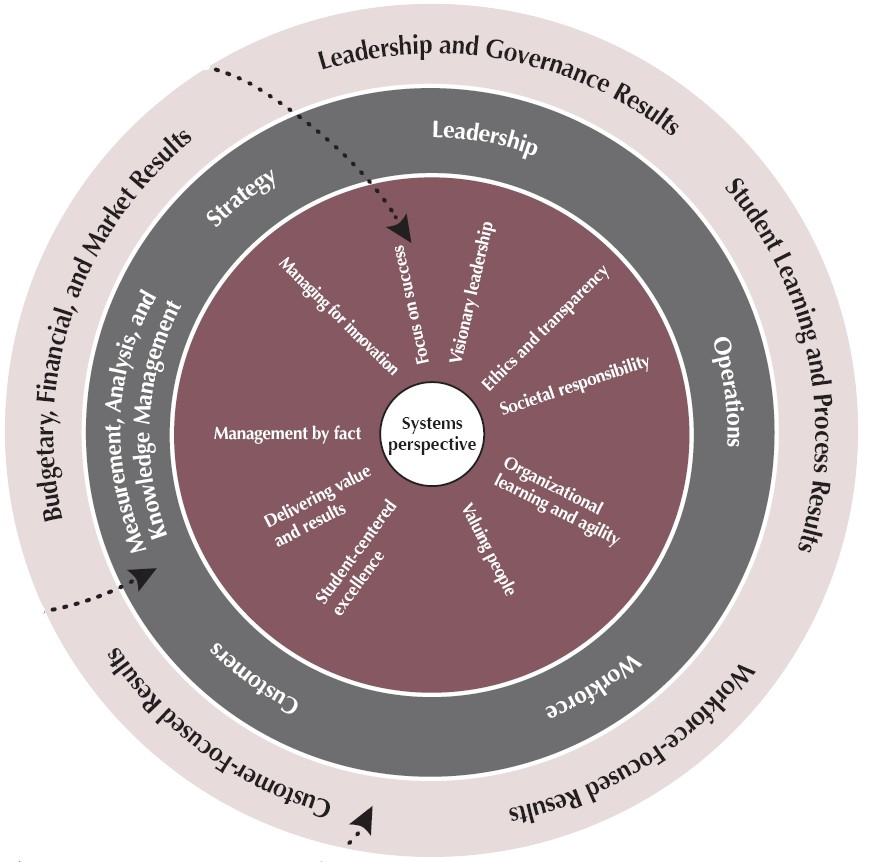 Leadership and Governance Results
Student Learning and Process Results
Workforce-Focused Results
Customer-Focused Results
Budgetary, Financial, and Market Results
Leadership
Operations
Workforce
Customers
Measurement, Analysis, and
Knowledge Management
Strategy
Focus on success
Visionary leadership
Ethics and transparency
Societal responsibility
Organizational
learning and agility
Valuing people
Student-centered
excellence
Delivering value
and results
Management by fact
Managing for innovation
Systems
perspective